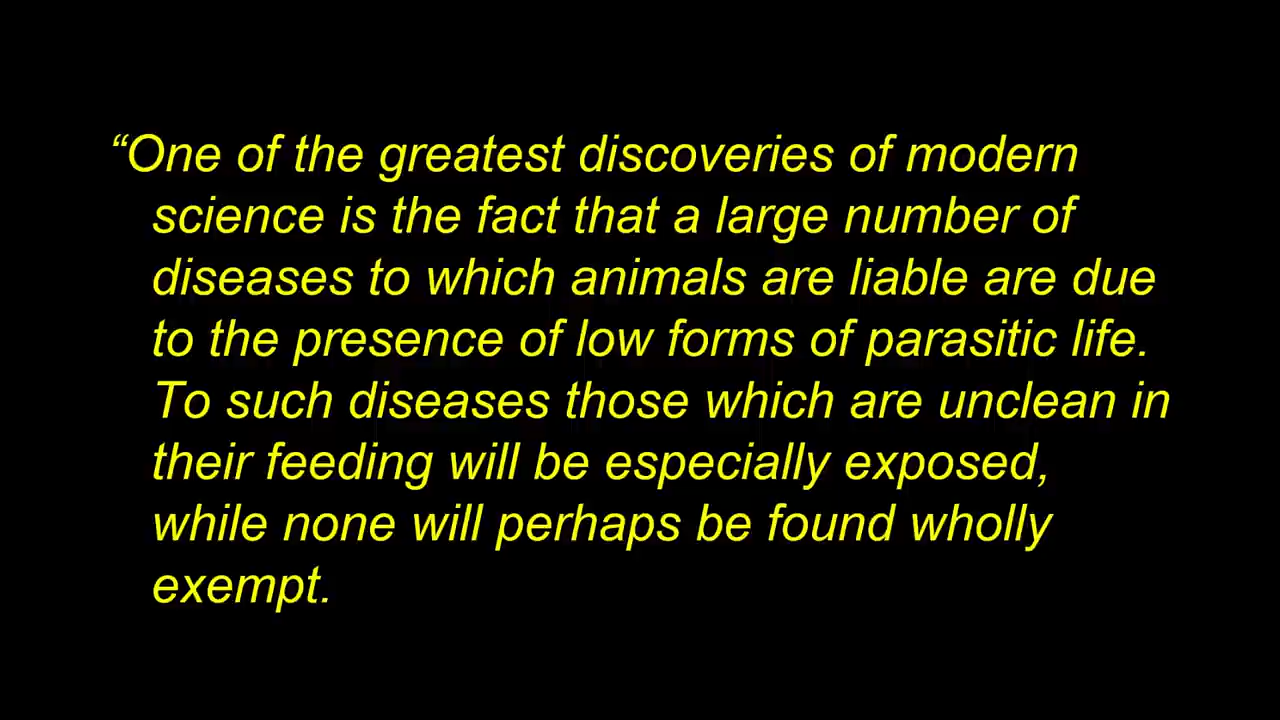 “One of the greatest discoveries of modern
science is the fact that a large number of
diseases to which animals are liable are due
to the presence of low forms of parasitic life.
To such diseases those which are unclean in
their feeding will be especially exposed,
while none will perhaps be found wholly
exempt.